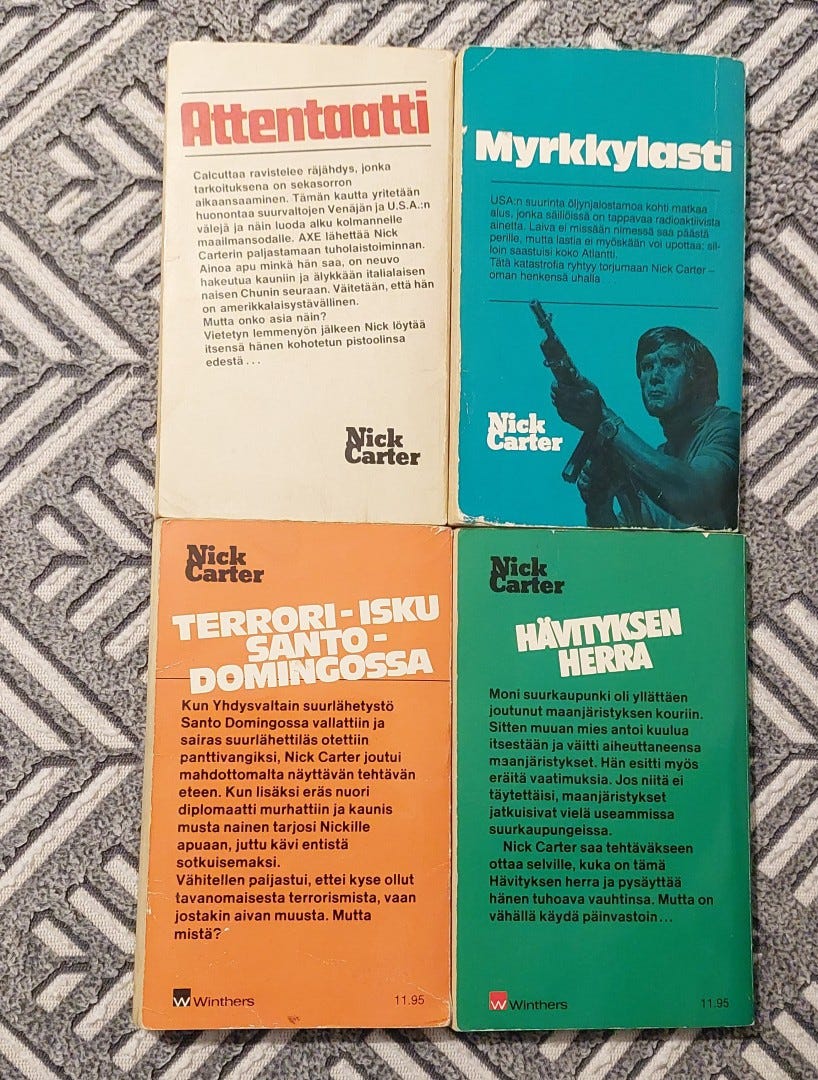 Attentaatti
Calcuttaa ravistelee räjähdys, jonka
tarkoituksena on sekasorron
aikaansaaminen. Tämän kautta yritetään
huonontaa suurvaltojen Venäjän ja U.S.A.:n
välejä ja näin luoda alku kolmannelle
maailmansodalle. AXE lähettää Nick
Carterin paljastamaan tuholaistoiminnan.
Ainoa apu minkä hän saa, on neuvo
hakeutua kauniin ja älykkään italialaisen
naisen Chunin seuraan. Väitetään, että hän
on amerikkalaisystävällinen.
Mutta onko asia näin?
Vietetyn lemmenyön jälkeen Nick löytää
itsensä hänen kohotetun pistoolinsa
edestä...
Nick
Carter
Myrkkylasti
USA:n suurinta öljynjalostamoa kohti matkaa
alus, jonka säiliöissä on tappavaa radioaktiivista
ainetta. Laiva ei missään nimessä saa päästä
perille, mutta lastia ei myöskään voi upottaa; sil-
loin saastuisi koko Atlantti.
Tätä katastrofia ryhtyy torjumaan Nick Carter –
oman henkensä uhalla
Nick
Carter
Nick
Carter
TERRORI-ISKU
SANTO-
DOMINGOSSA
Kun Yhdysvaltain suurlähetystö
Santo Domingossa vallattiin ja
sairas suurlähettiläs otettiin
panttivangiksi, Nick Carter joutui
mahdottomalta näyttävän tehtävän
eteen. Kun lisäksi eräs nuori
diplomaatti murhattiin ja kaunis
musta nainen tarjosi Nickille
apuaan, juttu kävi entistä
sotkuisemaksi.
Vähitellen paljastui, ettei kyse ollut
tavanomaisesta terrorismista, vaan
jostakin aivan muusta. Mutta
mistä?
W Winthers
11.95
Nick
Carter
HÄVITYKSEN
HERRA
Moni suurkaupunki oli yllättäen
joutunut maanjäristyksen kouriin.
Sitten muuan mies antoi kuulua
itsestään ja väitti aiheuttaneensa
maanjäristykset. Hän esitti myös
eräitä vaatimuksia. Jos niitä ei
täytettäisi, maanjäristykset
jatkuisivat vielä useammissa
suurkaupungeissa.
Nick Carter saa tehtäväkseen
ottaa selville, kuka on tämä
Hävityksen herra ja pysäyttää
hänen tuhoava vauhtinsa. Mutta on
vähällä käydä päinvastoin...
W Winthers
11.95